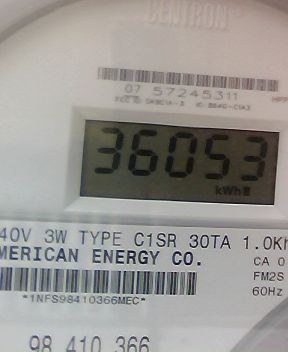 CENTRON
07 57245311
36053
kWh
40V 3W TYPE C1SR 30TA 1.0Kh
MERICAN ENERGY CO.
CA 0
FM2S
60Hz
*1NFS98410366MEC*
98 410 366